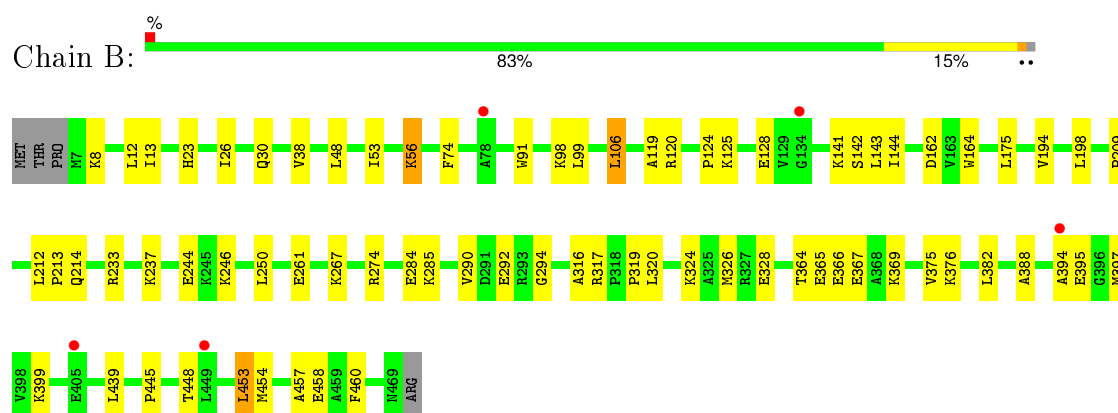 %
Chain B:
83% 15% ••
MET THR PRO M7 K8 L12 I13 H23 I26 Q30 V38 L48 I53 K56 F74 A78 W91 K98 L99 L106 A119 R120 P124 K125 E128 V129 G134 K141 S142 L143 I144 D162 V163 W164 L175 V194 L198
L212 P213 Q214 R233 K237 E244 K245 K246 L250 E261 K267 R274 E284 K285 V290 D291 E292 R293 G294 A316 R317 P318 P319 L320 K324 A325 M326 R327 E328 T364 E365 E366 E367 A368 K369 V375 K376 L382 A388 A394 E395 G396 M397
V398 K399 E405 L439 P445 T448 L449 L453 M454 A457 E458 A459 F460 N469 ARG